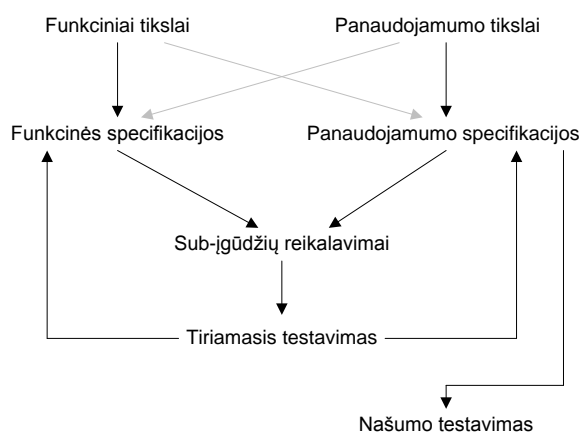 Funkciniai tikslai
Panaudojamumo tikslai
Funkcinės specifikacijos
Panaudojamumo specifikacijos
Sub-įgūdžių reikalavimai
Tiriamasis testavimas
Našumo testavimas